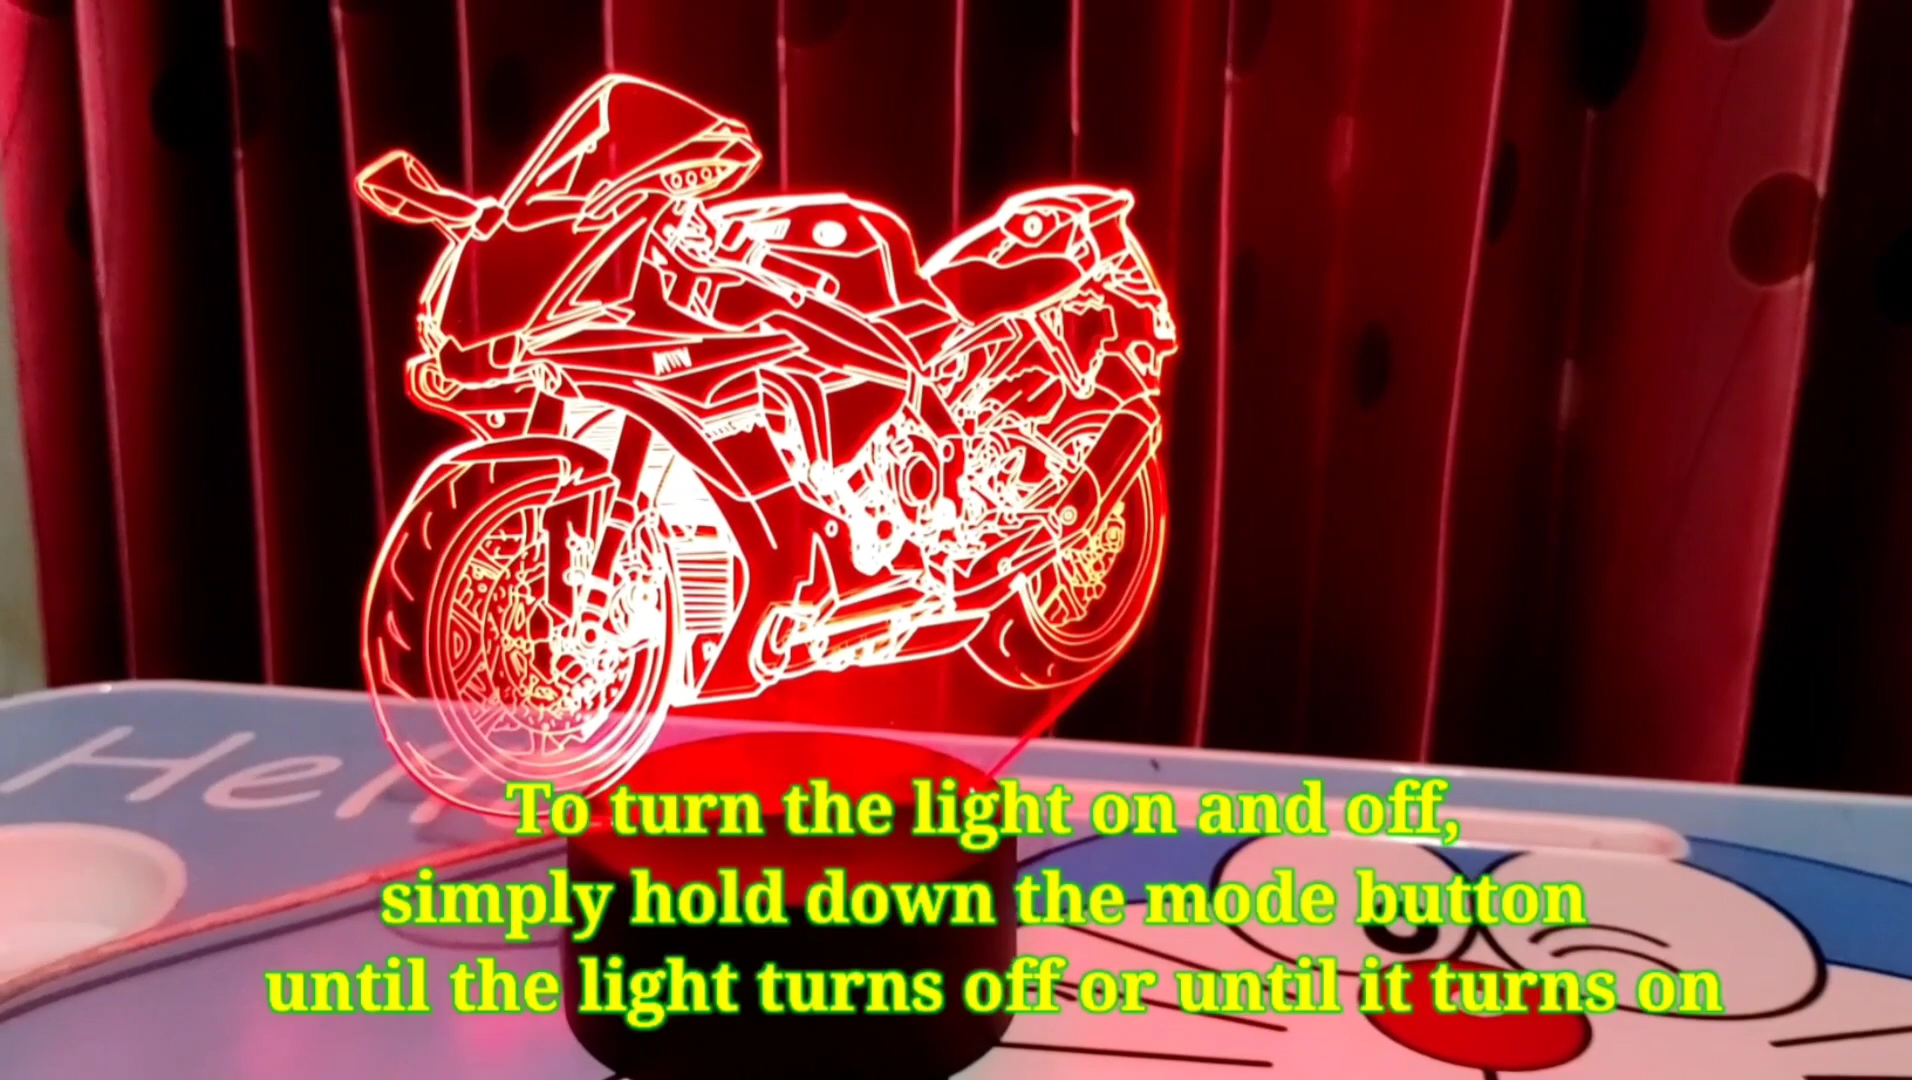 Hell
To turn the light on and off,
simply hold down the mode button
until the light turns off or until it turns on